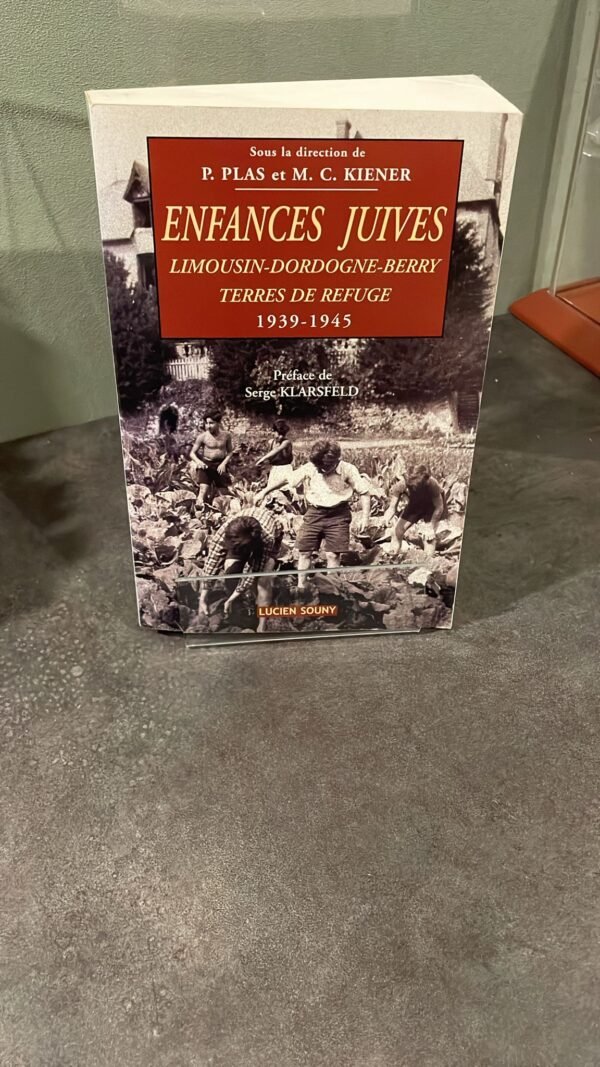 Sous la direction de
P. PLAS et M. C. KIENER
ENFANCES JUIVES
LIMOUSIN-DORDOGNE-BERRY
TERRES DE REFUGE
1939-1945
Préface de
Serge KLARSFELD
LUCIEN SOUNY